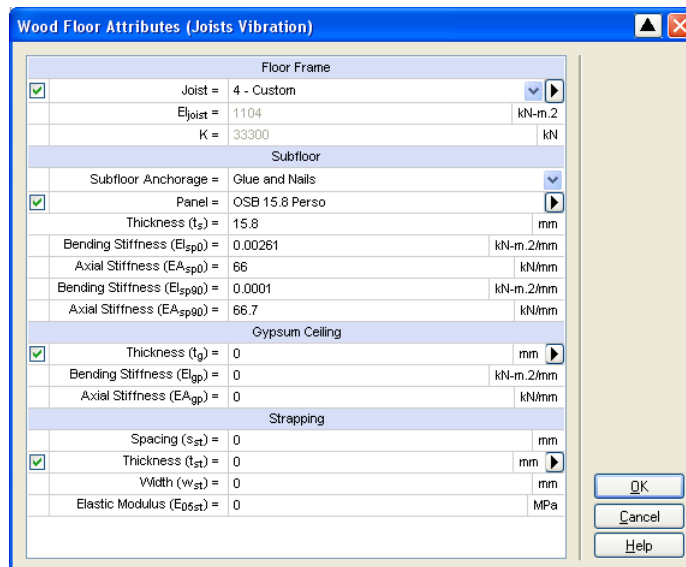 Wood Floor Attributes (Joists Vibration)
Floor Frame
Joist = 4 - Custom
EIjoist = 1104 kN-m.2
K = 33300 kN
Subfloor
Subfloor Anchorage = Glue and Nails
Panel = OSB 15.8 Perso
Thickness (ts) = 15.8 mm
Bending Stiffness (EIsp0) = 0.00261 kN-m.2/mm
Axial Stiffness (EAsp0) = 66 kN/mm
Bending Stiffness (EIsp90) = 0.0001 kN-m.2/mm
Axial Stiffness (EAsp90) = 66.7 kN/mm
Gypsum Ceiling
Thickness (tg) = 0 mm
Bending Stiffness (EIgp) = 0 kN-m.2/mm
Axial Stiffness (EAgp) = 0 kN/mm
Strapping
Spacing (sst) = 0 mm
Thickness (tst) = 0 mm
Width (wst) = 0 mm
Elastic Modulus (E05st) = 0 MPa
OK
Cancel
Help